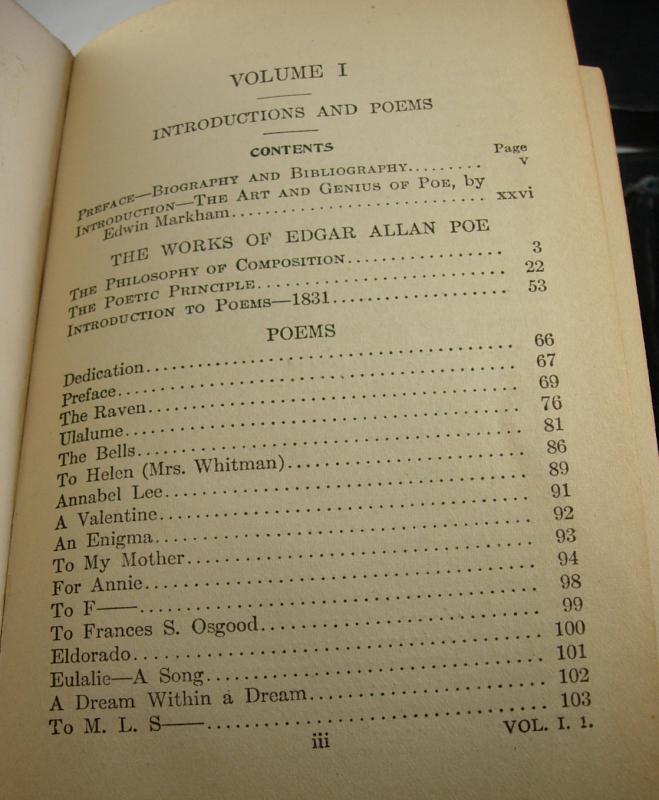 VOLUME I
INTRODUCTIONS AND POEMS
CONTENTS
Page
PREFACE—BIOGRAPHY AND BIBLIOGRAPHY......... v
INTRODUCTION—THE ART AND GENIUS OF POE, by
Edwin Markham.............................. xxvi
THE WORKS OF EDGAR ALLAN POE
THE PHILOSOPHY OF COMPOSITION................ 3
THE POETIC PRINCIPLE......................... 22
INTRODUCTION TO POEMS—1831................... 53
POEMS
Dedication................................... 66
Preface...................................... 67
The Raven.................................... 69
Ulalume...................................... 76
The Bells.................................... 81
To Helen (Mrs. Whitman)...................... 86
Annabel Lee.................................. 89
A Valentine.................................. 91
An Enigma.................................... 92
To My Mother................................. 93
For Annie.................................... 94
To F——....................................... 98
To Frances S. Osgood......................... 99
Eldorado..................................... 100
Eulalie—A Song............................... 101
A Dream Within a Dream....................... 102
To M. L. S——................................. 103
iii VOL. I. 1.